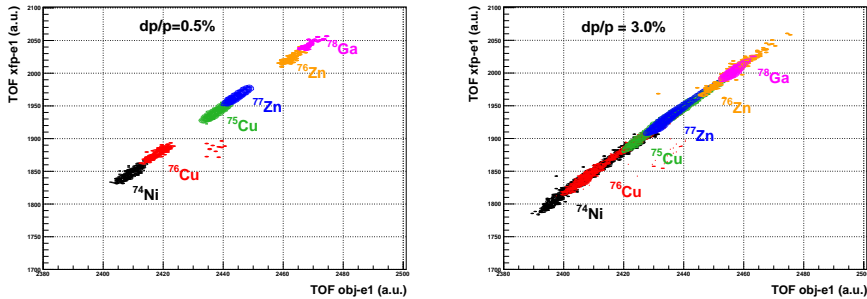 dp/p=0.5%
TOF xfp-e1 (a.u.)
2100
2050
2000
1950
1900
1850
1800
1750
1700
⁷⁸Ga
⁷⁶Zn
⁷⁷Zn
⁷⁵Cu
⁷⁶Cu
⁷⁴Ni
2380 2400 2420 2440 2460 2480 2500
TOF obj-e1 (a.u.)
dp/p = 3.0%
TOF xfp-e1 (a.u.)
2100
2050
2000
1950
1900
1850
1800
1750
1700
⁷⁸Ga
⁷⁶Zn
⁷⁷Zn
⁷⁵Cu
⁷⁶Cu
⁷⁴Ni
2380 2400 2420 2440 2460 2480 2500
TOF obj-e1 (a.u.)